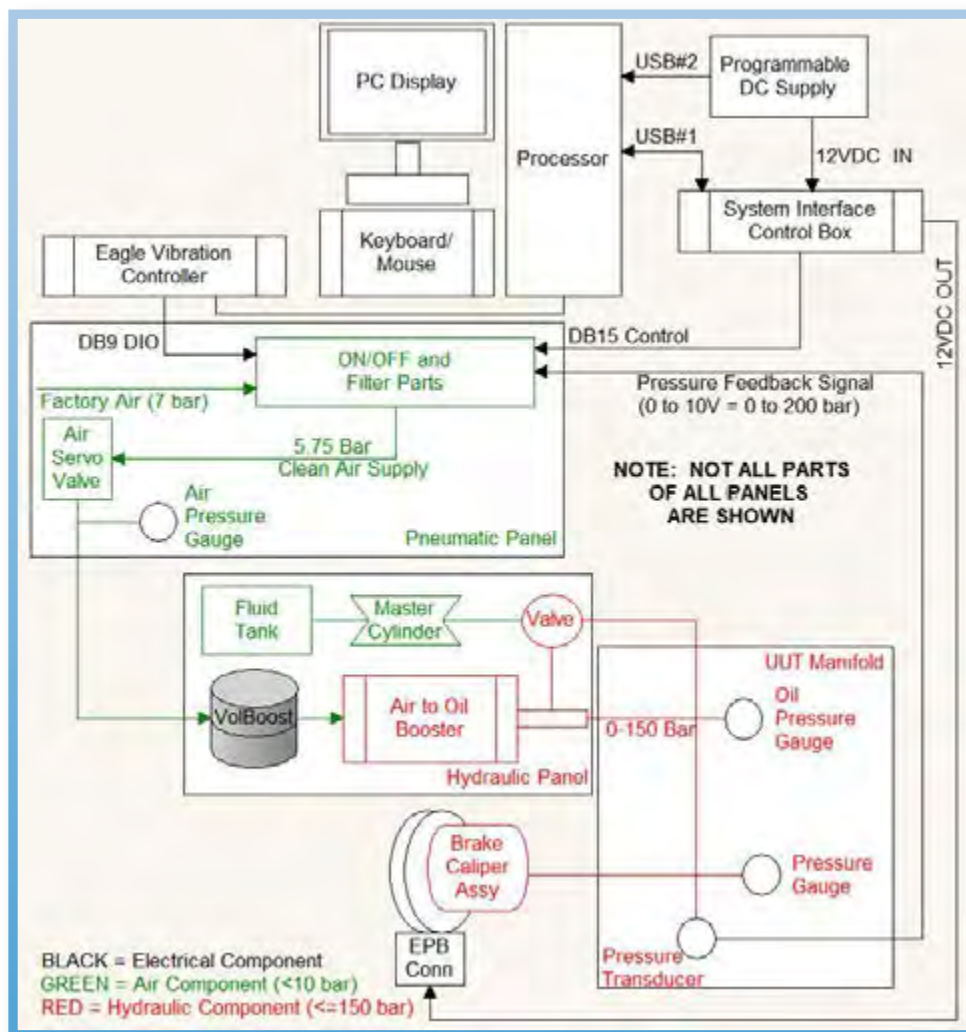 PC Display
Processor
USB#2
Programmable
DC Supply
USB#1
12VDC IN
System Interface
Control Box
Keyboard/
Mouse
Eagle Vibration
Controller
12VDC OUT
DB9 DIO
DB15 Control
ON/OFF and
Filter Parts
Factory Air (7 bar)
Pressure Feedback Signal
(0 to 10V = 0 to 200 bar)
Air
Servo
Valve
5.75 Bar
Clean Air Supply
Air
Pressure
Gauge
Pneumatic Panel
NOTE: NOT ALL PARTS
OF ALL PANELS
ARE SHOWN
Fluid
Tank
Master
Cylinder
Valve
UUT Manifold
VolBoost
Air to Oil
Booster
0-150 Bar
Oil
Pressure
Gauge
Hydraulic Panel
Brake
Caliper
Assy
Pressure
Gauge
EPB
Conn
Pressure
Transducer
BLACK = Electrical Component
GREEN = Air Component (<10 bar)
RED = Hydraulic Component (<=150 bar)